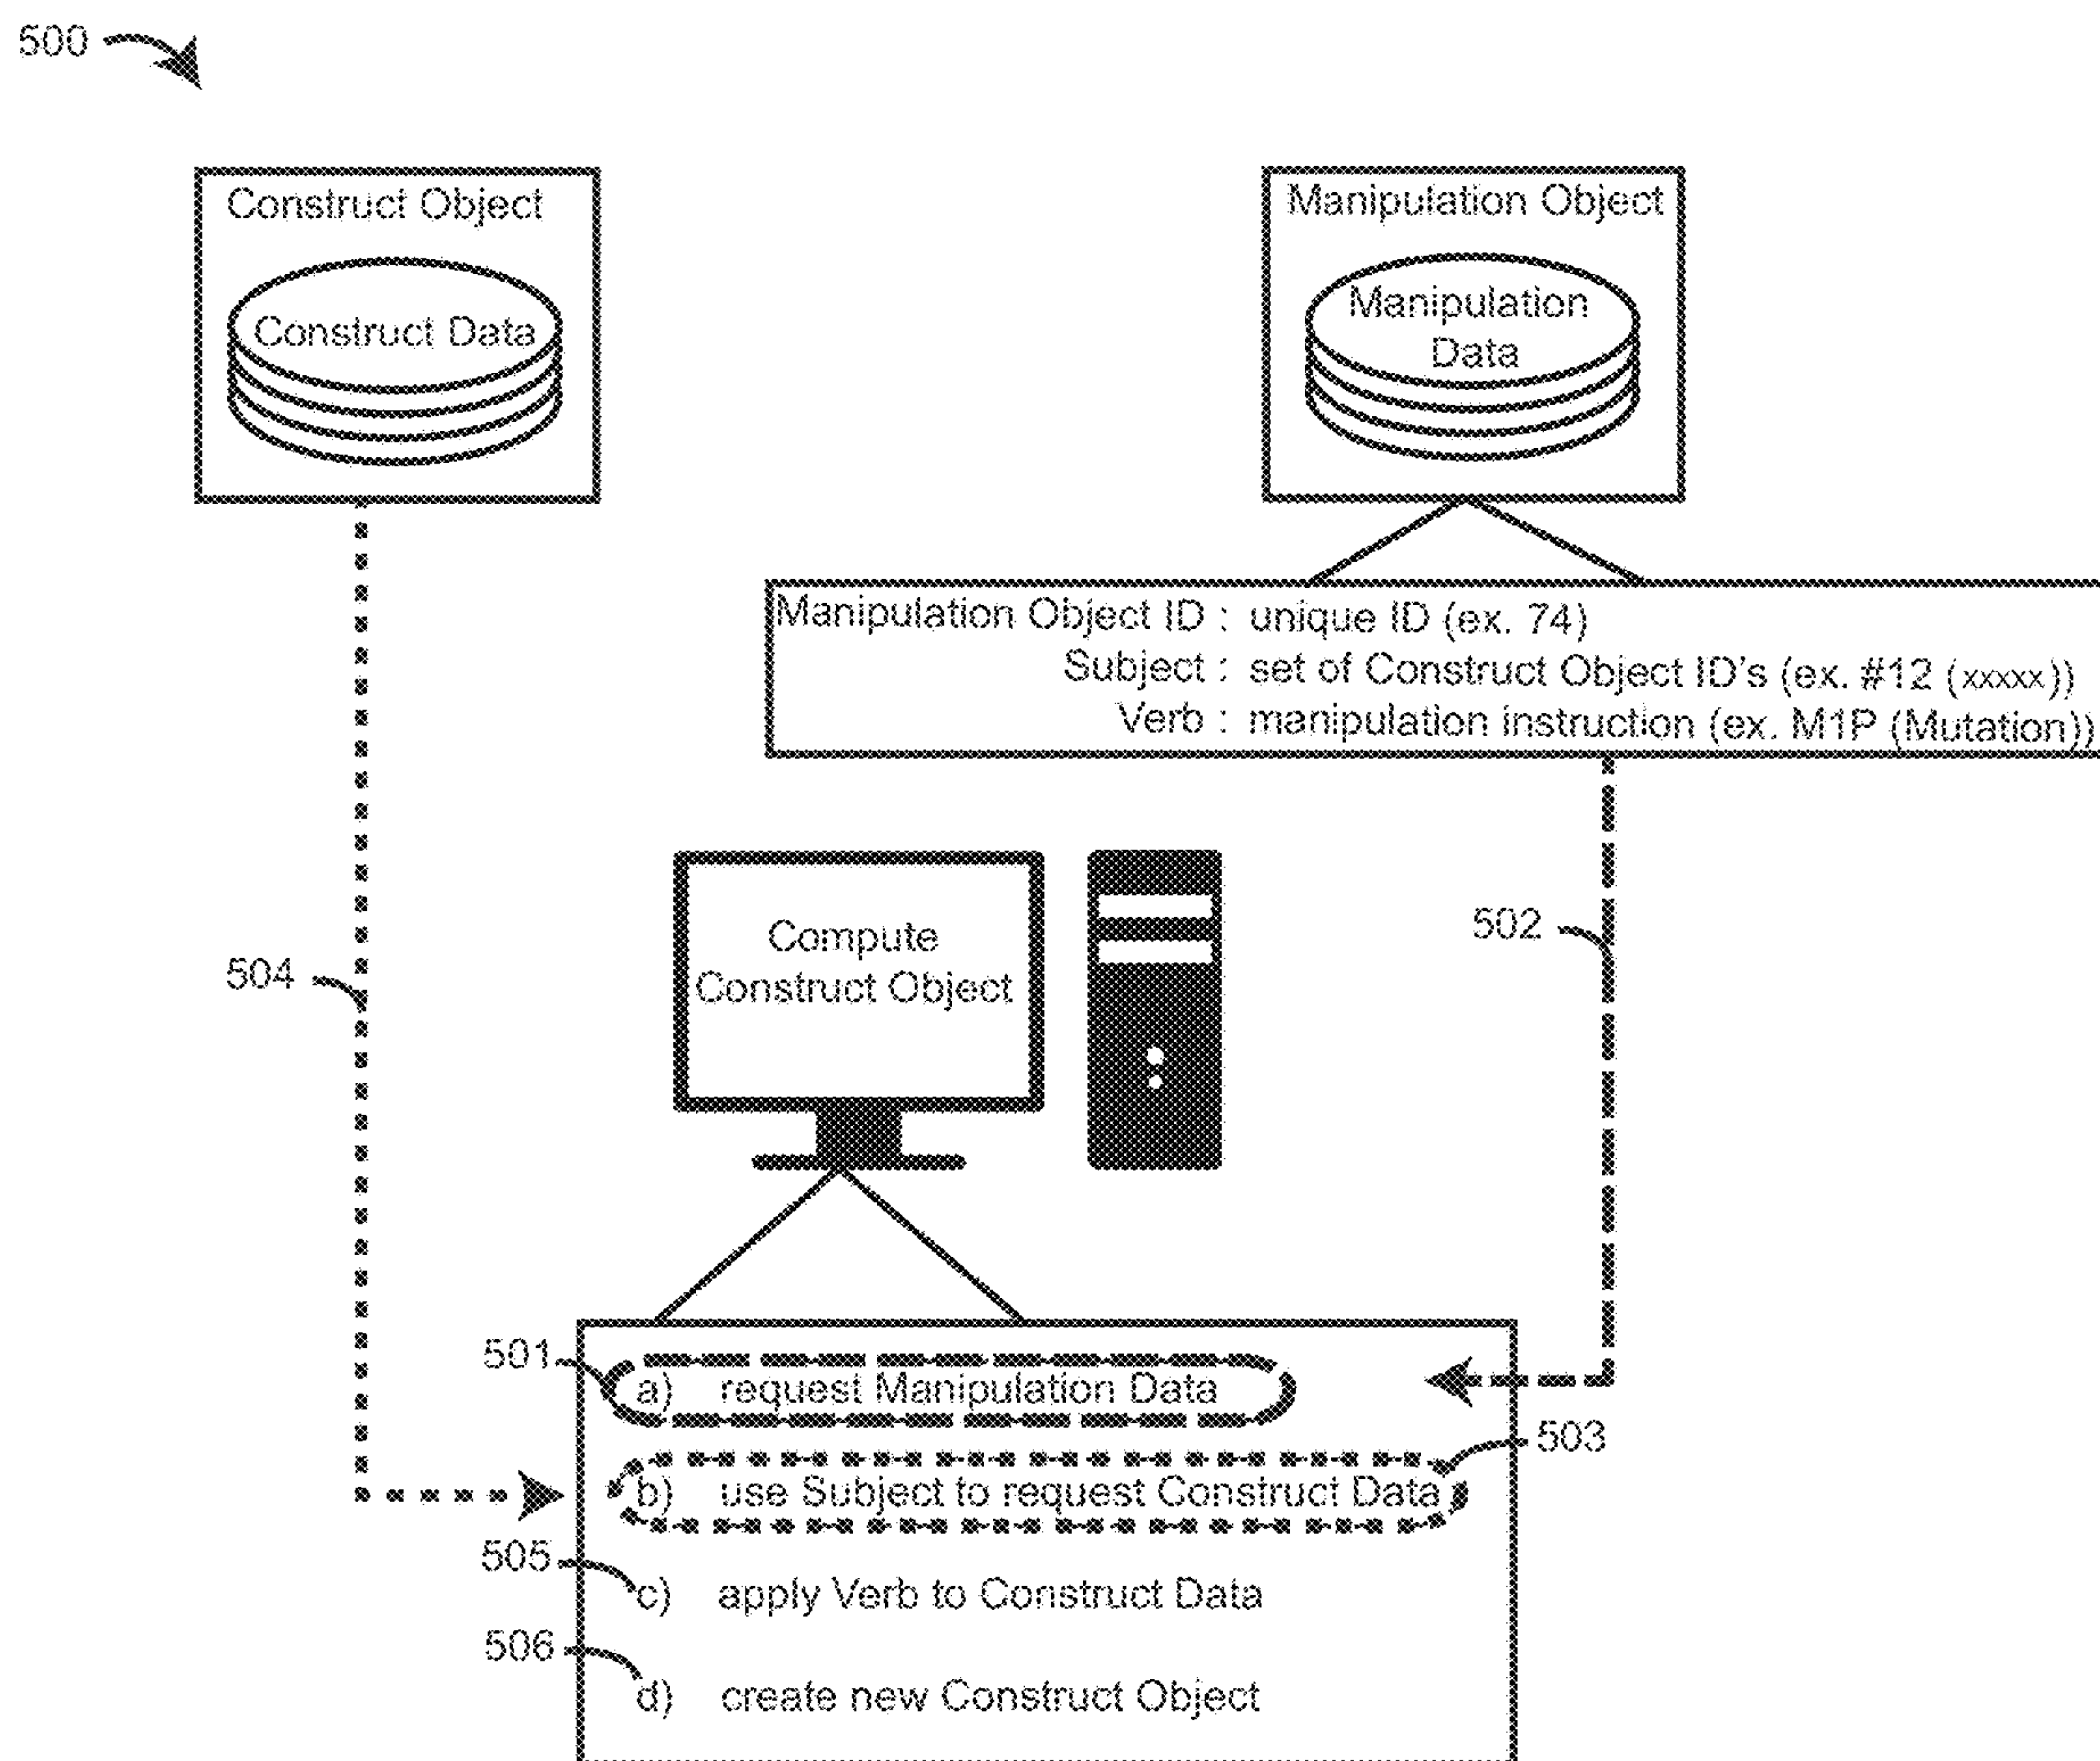 500
Construct Object
Construct Data
Manipulation Object
Manipulation
Data
Manipulation Object ID : unique ID (ex. 74)
Subject : set of Construct Object ID's (ex. #12 (xxxxx))
Verb : manipulation instruction (ex. M1P (Mutation))
Compute
Construct Object
502
504
501
a) request Manipulation Data
503
b) use Subject to request Construct Data
505
c) apply Verb to Construct Data
506
d) create new Construct Object